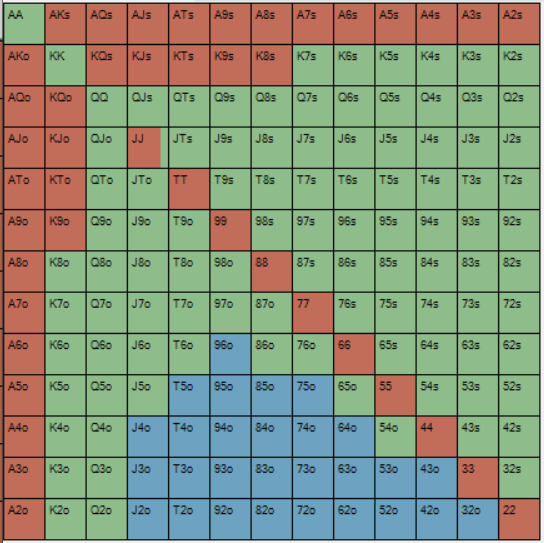 AA AKs AQs AJs ATs A9s A8s A7s A6s A5s A4s A3s A2s
AKo KK KQs KJs KTs K9s K8s K7s K6s K5s K4s K3s K2s
AQo KQo QQ QJs QTs Q9s Q8s Q7s Q6s Q5s Q4s Q3s Q2s
AJo KJo QJo JJ JTs J9s J8s J7s J6s J5s J4s J3s J2s
ATo KTo QTo JTo TT T9s T8s T7s T6s T5s T4s T3s T2s
A9o K9o Q9o J9o T9o 99 98s 97s 96s 95s 94s 93s 92s
A8o K8o Q8o J8o T8o 98o 88 87s 86s 85s 84s 83s 82s
A7o K7o Q7o J7o T7o 97o 87o 77 76s 75s 74s 73s 72s
A6o K6o Q6o J6o T6o 96o 86o 76o 66 65s 64s 63s 62s
A5o K5o Q5o J5o T5o 95o 85o 75o 65o 55 54s 53s 52s
A4o K4o Q4o J4o T4o 94o 84o 74o 64o 54o 44 43s 42s
A3o K3o Q3o J3o T3o 93o 83o 73o 63o 53o 43o 33 32s
A2o K2o Q2o J2o T2o 92o 82o 72o 62o 52o 42o 32o 22